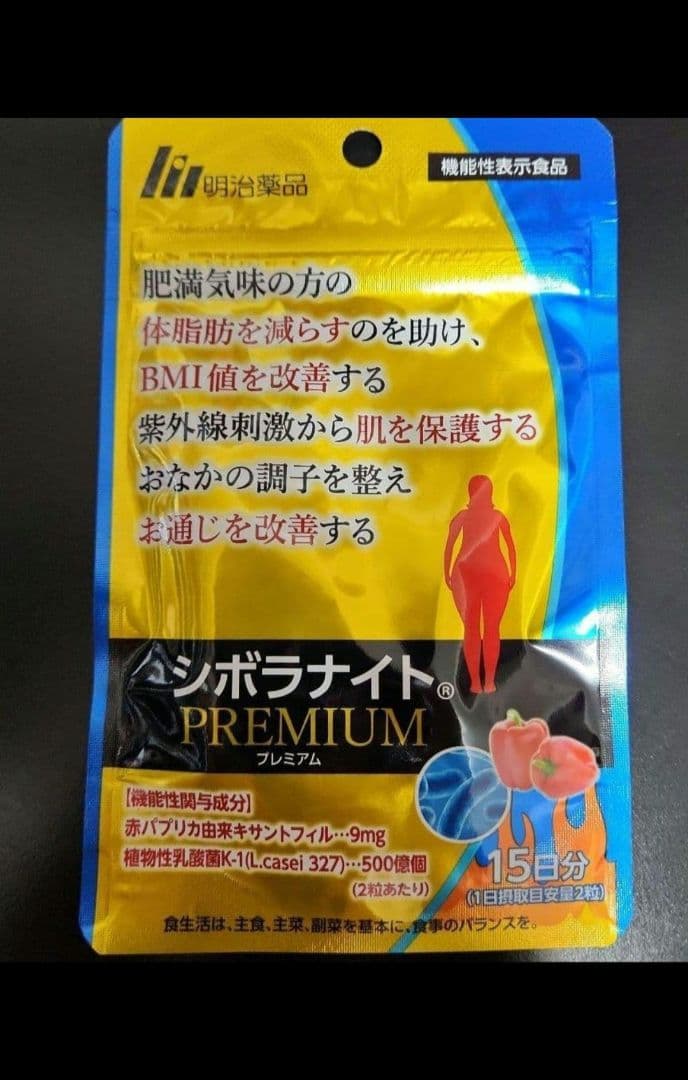 明治薬品
機能性表示食品
肥満気味の方の
体脂肪を減らすのを助け、
BMI値を改善する
紫外線刺激から肌を保護する
おなかの調子を整え
お通じを改善する
シボラナイト®
PREMIUM
プレミアム
【機能性関与成分】
赤パプリカ由来キサントフィル…9mg
植物性乳酸菌K-1(L.casei 327)…500億個
(2粒あたり)
15日分
(1日摂取目安量2粒)
食生活は、主食、主菜、副菜を基本に、食事のバランスを。